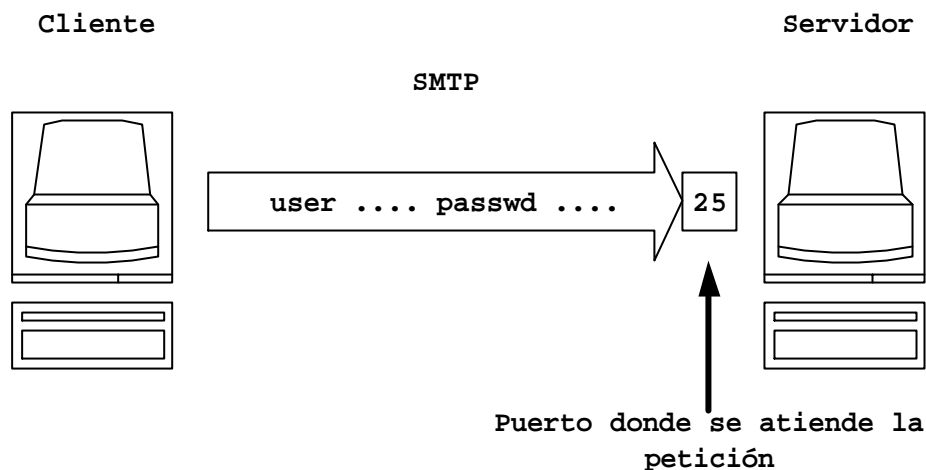 Cliente
Servidor
SMTP
user .... passwd ....
25
Puerto donde se atiende la
petición